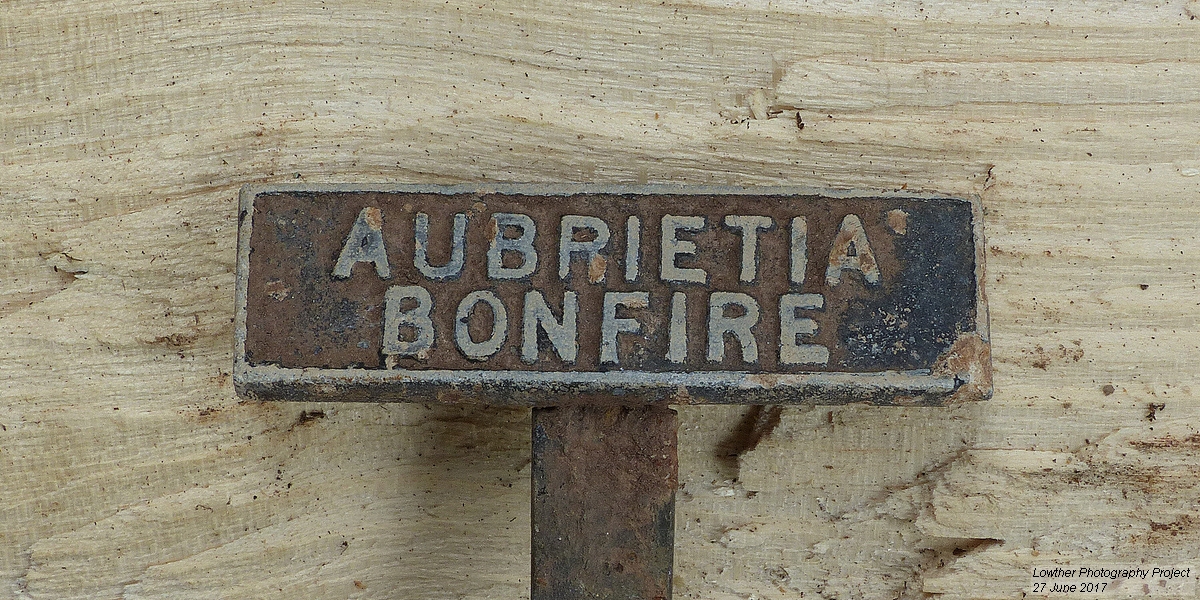 AUBRIETIA
BONFIRE
Lowther Photography Project
27 June 2017